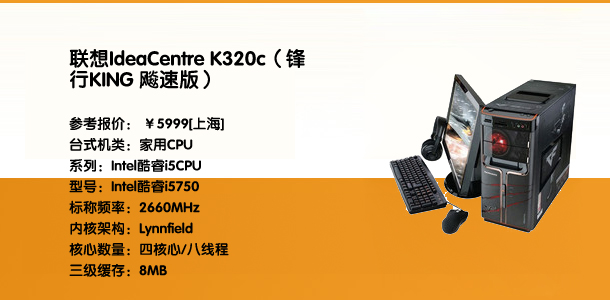 联想IdeaCentre K320c（锋
行KING 飚速版）
参考报价：￥5999[上海]
台式机类：家用CPU
系列：Intel酷睿i5CPU
型号：Intel酷睿i5750
标称频率：2660MHz
内核架构：Lynnfield
核心数量：四核心/八线程
三级缓存：8MB